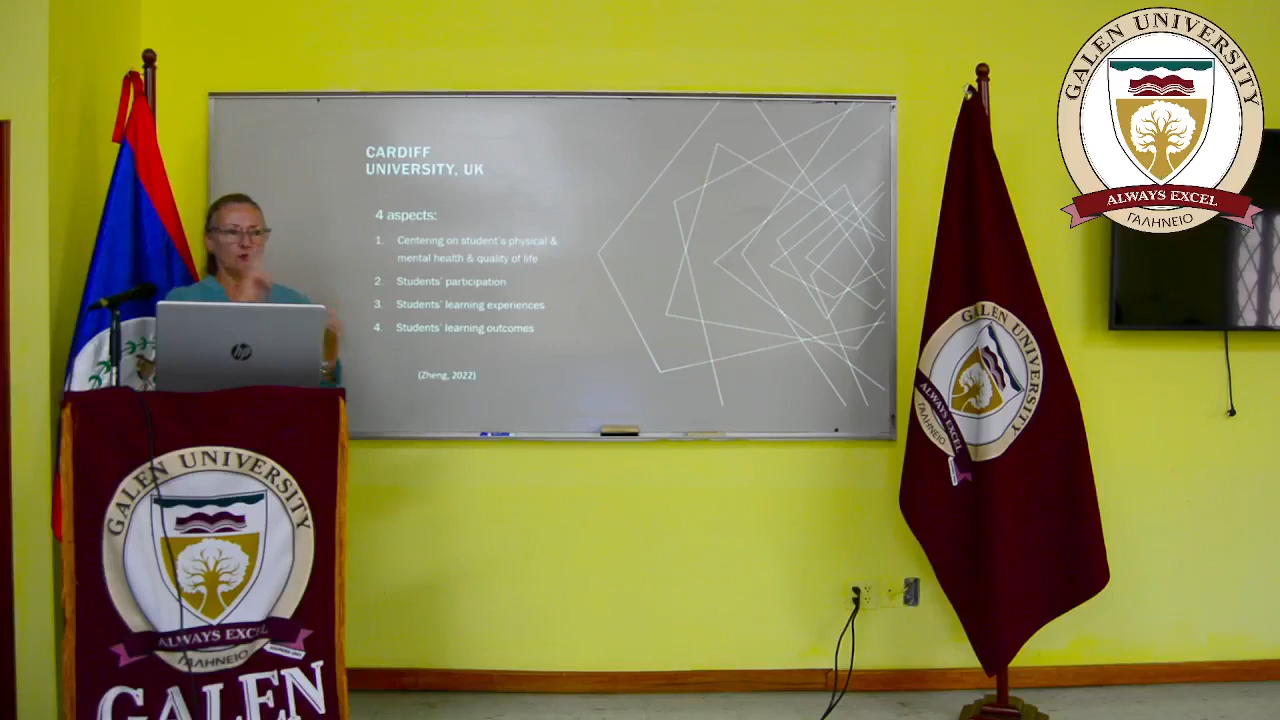 CARDIFF
UNIVERSITY, UK
4 aspects:
1. Centering on student's physical &
mental health & quality of life
2. Students' participation
3. Students' learning experiences
4. Students' learning outcomes
(Zheng, 2022)
GALEN UNIVERSITY
ALWAYS EXCEL
ΓΑΛΗΝΕΙΟ
GALEN UNIVERSITY
ALWAYS EXCEL
ΓΑΛΗΝΕΙΟ
hp
GALEN UNIVERSITY
ALWAYS EXCEL
ΓΑΛΗΝΕΙΟ
GALEN